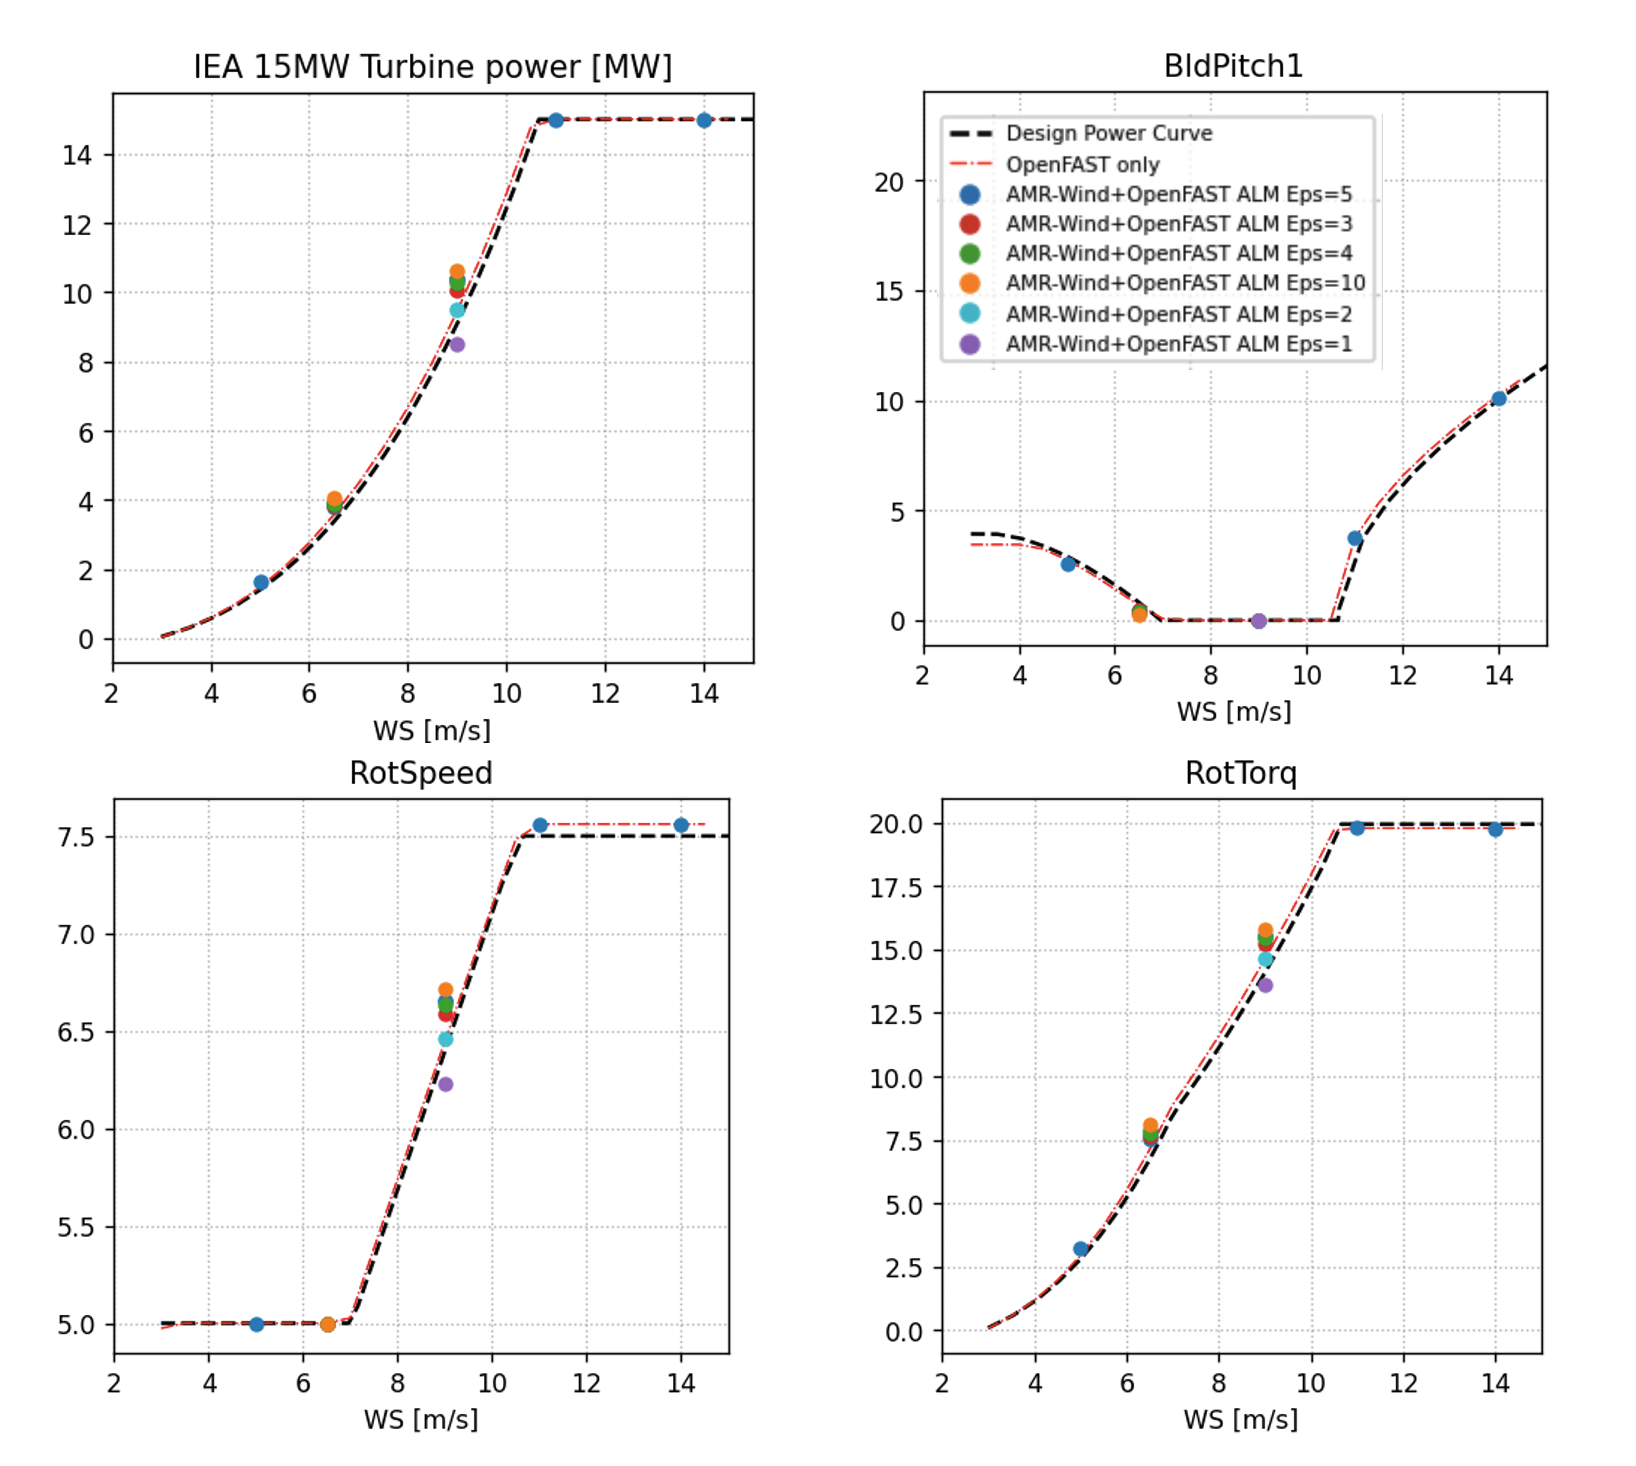 IEA 15MW Turbine power [MW]
14
12
10
8
6
4
2
0
2 4 6 8 10 12 14
WS [m/s]
BldPitch1
Design Power Curve
OpenFAST only
AMR-Wind+OpenFAST ALM Eps=5
AMR-Wind+OpenFAST ALM Eps=3
AMR-Wind+OpenFAST ALM Eps=4
AMR-Wind+OpenFAST ALM Eps=10
AMR-Wind+OpenFAST ALM Eps=2
AMR-Wind+OpenFAST ALM Eps=1
20
15
10
5
0
2 4 6 8 10 12 14
WS [m/s]
RotSpeed
7.5
7.0
6.5
6.0
5.5
5.0
2 4 6 8 10 12 14
WS [m/s]
RotTorq
20.0
17.5
15.0
12.5
10.0
7.5
5.0
2.5
0.0
2 4 6 8 10 12 14
WS [m/s]